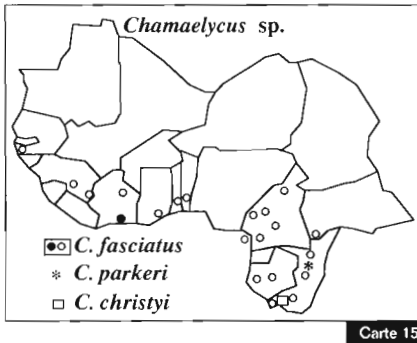 Chamaelycus sp.
C. fasciatus
C. parkeri
C. christyi
Carte 15